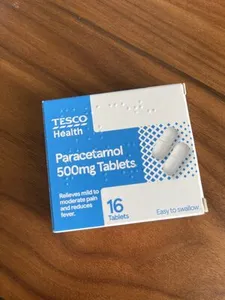 TESCO
Health
Paracetamol
500mg Tablets
Relieves mild to
moderate pain
and reduces
fever.
16
Tablets
Easy to swallow